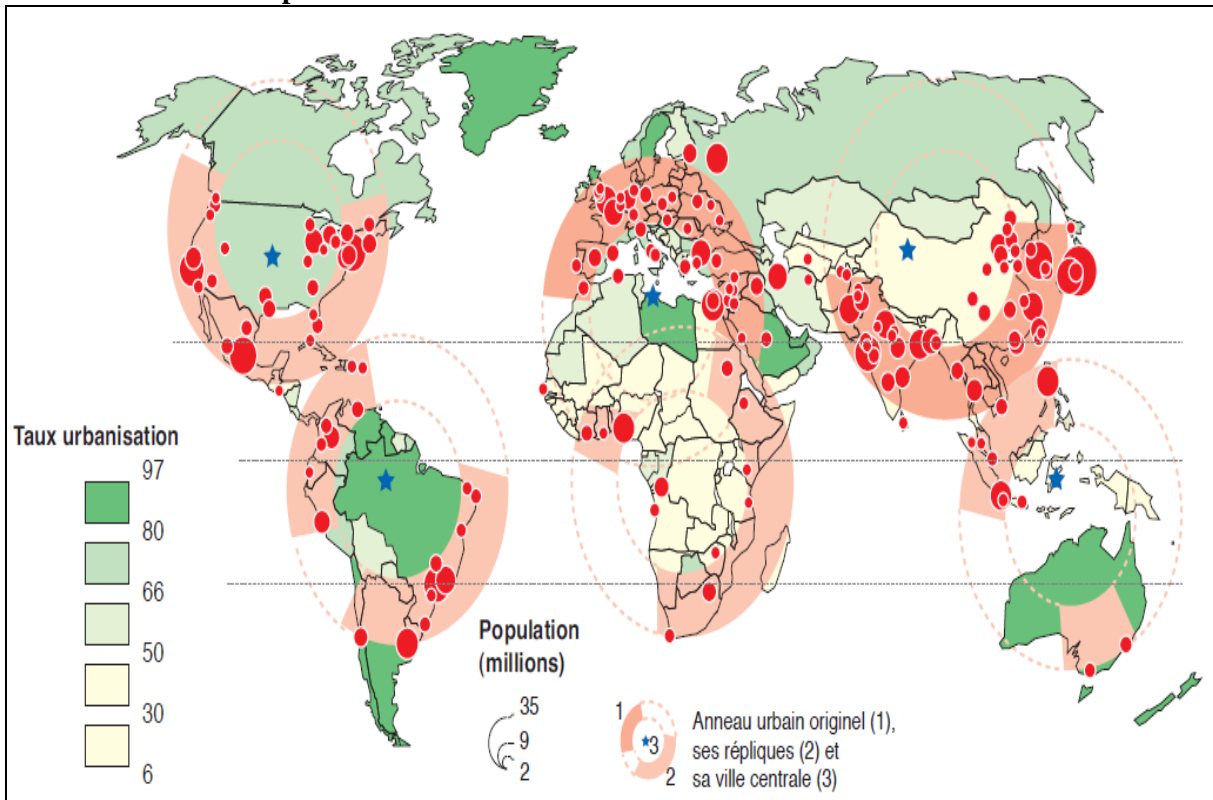 Taux urbanisation
97
80
66
50
30
6
Population
(millions)
35
9
2
1
3
2
Anneau urbain originel (1),
ses répliques (2) et
sa ville centrale (3)